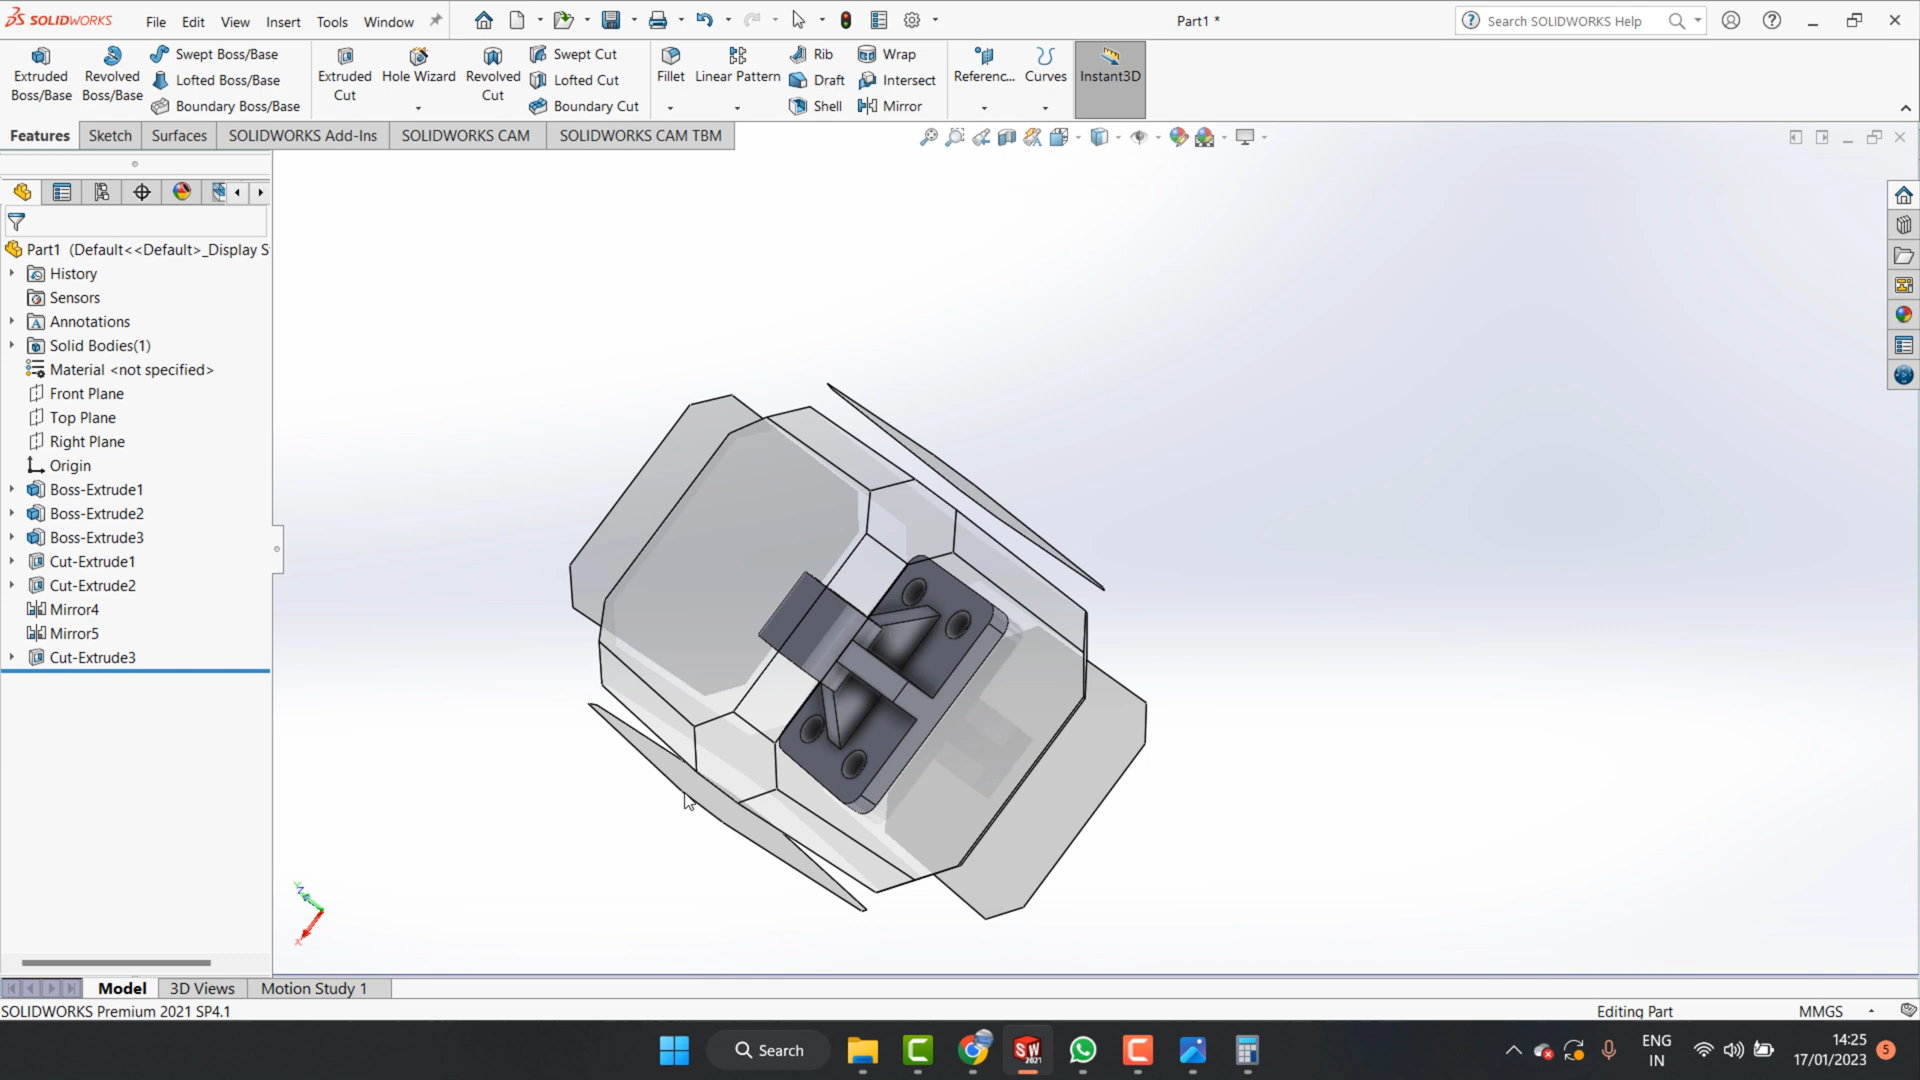 SOLIDWORKS File Edit View Insert Tools Window Part1 * Search SOLIDWORKS Help
Extruded Boss/Base
Revolved Boss/Base
Swept Boss/Base
Lofted Boss/Base
Boundary Boss/Base
Extruded Cut
Hole Wizard
Revolved Cut
Swept Cut
Lofted Cut
Boundary Cut
Fillet
Linear Pattern
Rib
Draft
Shell
Wrap
Intersect
Mirror
Referenc...
Curves
Instant3D
Features Sketch Surfaces SOLIDWORKS Add-Ins SOLIDWORKS CAM SOLIDWORKS CAM TBM
Part1 (Default<<Default>_Display S
History
Sensors
Annotations
Solid Bodies(1)
Material <not specified>
Front Plane
Top Plane
Right Plane
Origin
Boss-Extrude1
Boss-Extrude2
Boss-Extrude3
Cut-Extrude1
Cut-Extrude2
Mirror4
Mirror5
Cut-Extrude3
Model 3D Views Motion Study 1
SOLIDWORKS Premium 2021 SP4.1 Editing Part MMGS
Search
SW 2021
ENG IN
14:25
17/01/2023
5